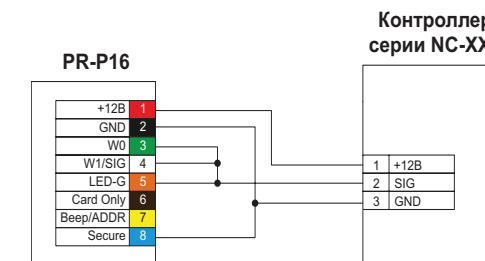 Контроллер
серии NC-XX
PR-P16
+12В 1
GND 2
W0 3
W1/SIG 4
LED-G 5
Card Only 6
Beep/ADDR 7
Secure 8
1 +12В
2 SIG
3 GND